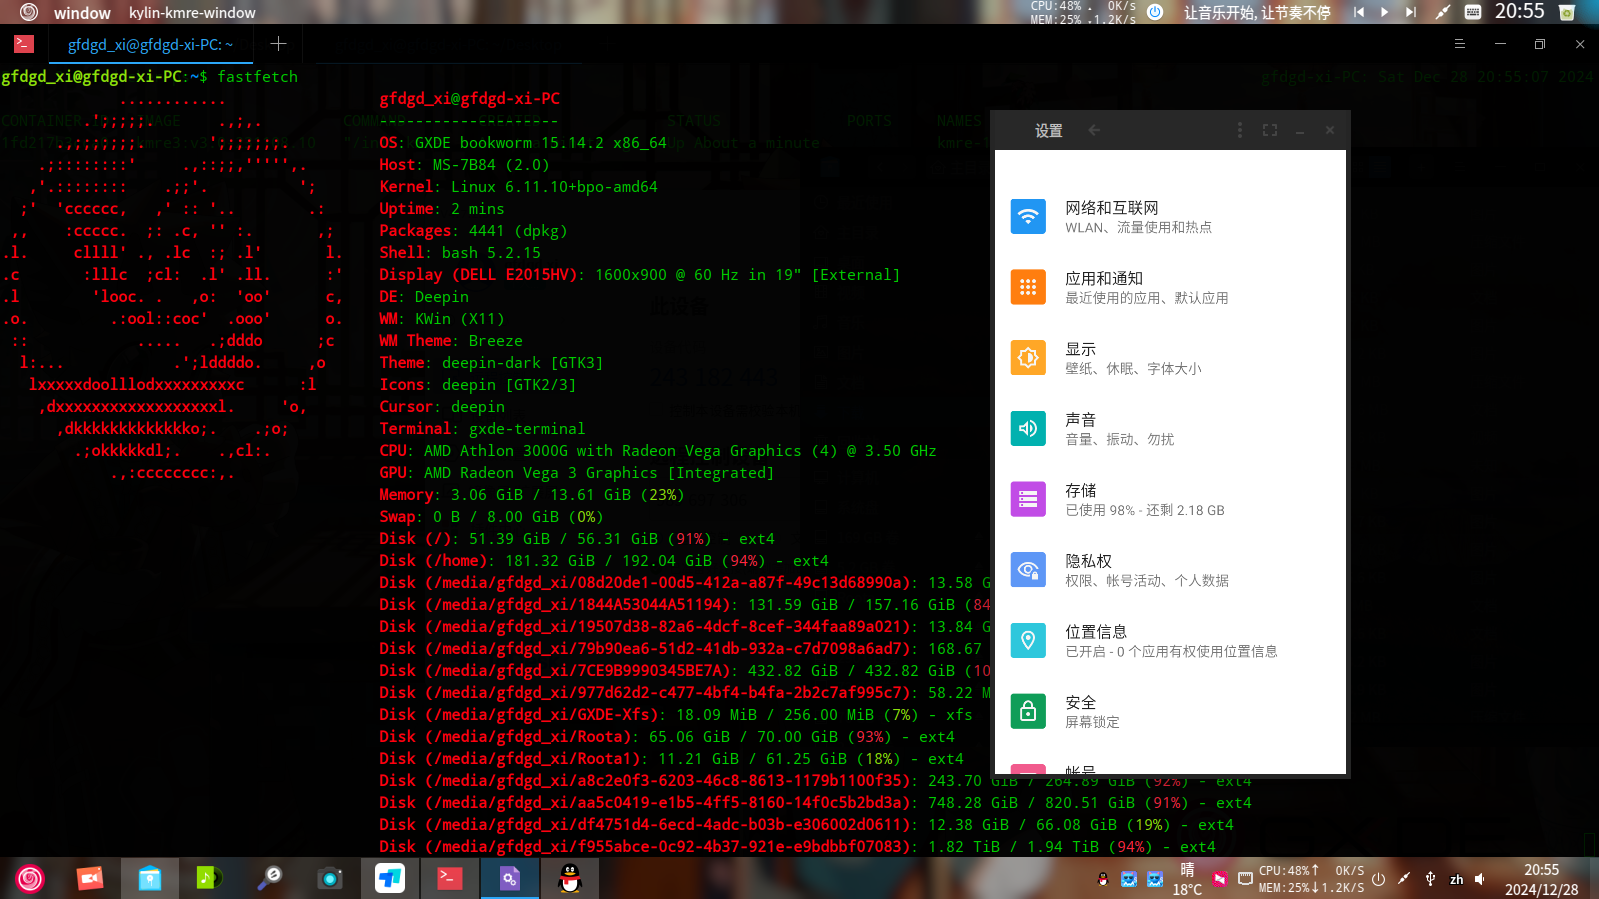 window kylin-kmre-window
CPU:48% . 0K/s
MEM:25% ↓1.2K/s
让音乐开始, 让节奏不停
20:55
gfdgd_xi@gfdgd-xi-PC: ~
gfdgd_xi@gfdgd-xi-PC:~$ fastfetch
gfdgd-xi-PC: Sat Dec 28 20:55:07 2024
gfdgd_xi@gfdgd-xi-PC
--------------------
OS: GXDE bookworm 15.14.2 x86_64
Host: MS-7B84 (2.0)
Kernel: Linux 6.11.10+bpo-amd64
Uptime: 2 mins
Packages: 4441 (dpkg)
Shell: bash 5.2.15
Display (DELL E2015HV): 1600x900 @ 60 Hz in 19" [External]
DE: Deepin
WM: KWin (X11)
WM Theme: Breeze
Theme: deepin-dark [GTK3]
Icons: deepin [GTK2/3]
Cursor: deepin
Terminal: gxde-terminal
CPU: AMD Athlon 3000G with Radeon Vega Graphics (4) @ 3.50 GHz
GPU: AMD Radeon Vega 3 Graphics [Integrated]
Memory: 3.06 GiB / 13.61 GiB (23%)
Swap: 0 B / 8.00 GiB (0%)
Disk (/): 51.39 GiB / 56.31 GiB (91%) - ext4
Disk (/home): 181.32 GiB / 192.04 GiB (94%) - ext4
Disk (/media/gfdgd_xi/08d20de1-00d5-412a-a87f-49c13d68990a): 13.58 G
Disk (/media/gfdgd_xi/1844A53044A51194): 131.59 GiB / 157.16 GiB (84
Disk (/media/gfdgd_xi/19507d38-82a6-4dcf-8cef-344faa89a021): 13.84 G
Disk (/media/gfdgd_xi/79b90ea6-51d2-41db-932a-c7d7098a6ad7): 168.67
Disk (/media/gfdgd_xi/7CE9B9990345BE7A): 432.82 GiB / 432.82 GiB (10
Disk (/media/gfdgd_xi/977d62d2-c477-4bf4-b4fa-2b2c7af995c7): 58.22 M
Disk (/media/gfdgd_xi/GXDE-Xfs): 18.09 MiB / 256.00 MiB (7%) - xfs
Disk (/media/gfdgd_xi/Roota): 65.06 GiB / 70.00 GiB (93%) - ext4
Disk (/media/gfdgd_xi/Roota1): 11.21 GiB / 61.25 GiB (18%) - ext4
Disk (/media/gfdgd_xi/a8c2e0f3-6203-46c8-8613-1179b1100f35): 243.70 GiB / 264.89 GiB (92%) - ext4
Disk (/media/gfdgd_xi/aa5c0419-e1b5-4ff5-8160-14f0c5b2bd3a): 748.28 GiB / 820.51 GiB (91%) - ext4
Disk (/media/gfdgd_xi/df4751d4-6ecd-4adc-b03b-e306002d0611): 12.38 GiB / 66.08 GiB (19%) - ext4
Disk (/media/gfdgd_xi/f955abce-0c92-4b37-921e-e9bdbbf07083): 1.82 TiB / 1.94 TiB (94%) - ext4
设置
网络和互联网
WLAN、流量使用和热点
应用和通知
最近使用的应用、默认应用
显示
壁纸、休眠、字体大小
声音
音量、振动、勿扰
存储
已使用 98% - 还剩 2.18 GB
隐私权
权限、帐号活动、个人数据
位置信息
已开启 - 0 个应用有权使用位置信息
安全
屏幕锁定
帐号
晴
18°C
CPU:48%↑ 0K/S
MEM:25%↓1.2K/S
zh
20:55
2024/12/28